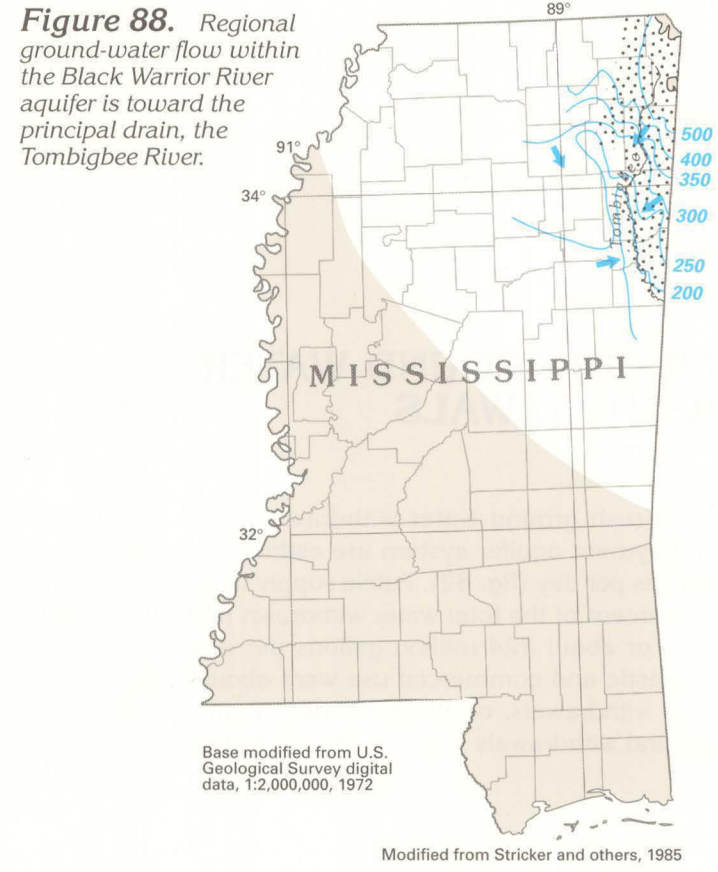 Figure 88. Regional
ground-water flow within
the Black Warrior River
aquifer is toward the
principal drain, the
Tombigbee River.
89°
91°
34°
32°
500
400
350
300
250
200
Tombigbee
MISSISSIPPI
Base modified from U.S.
Geological Survey digital
data, 1:2,000,000, 1972
Modified from Stricker and others, 1985